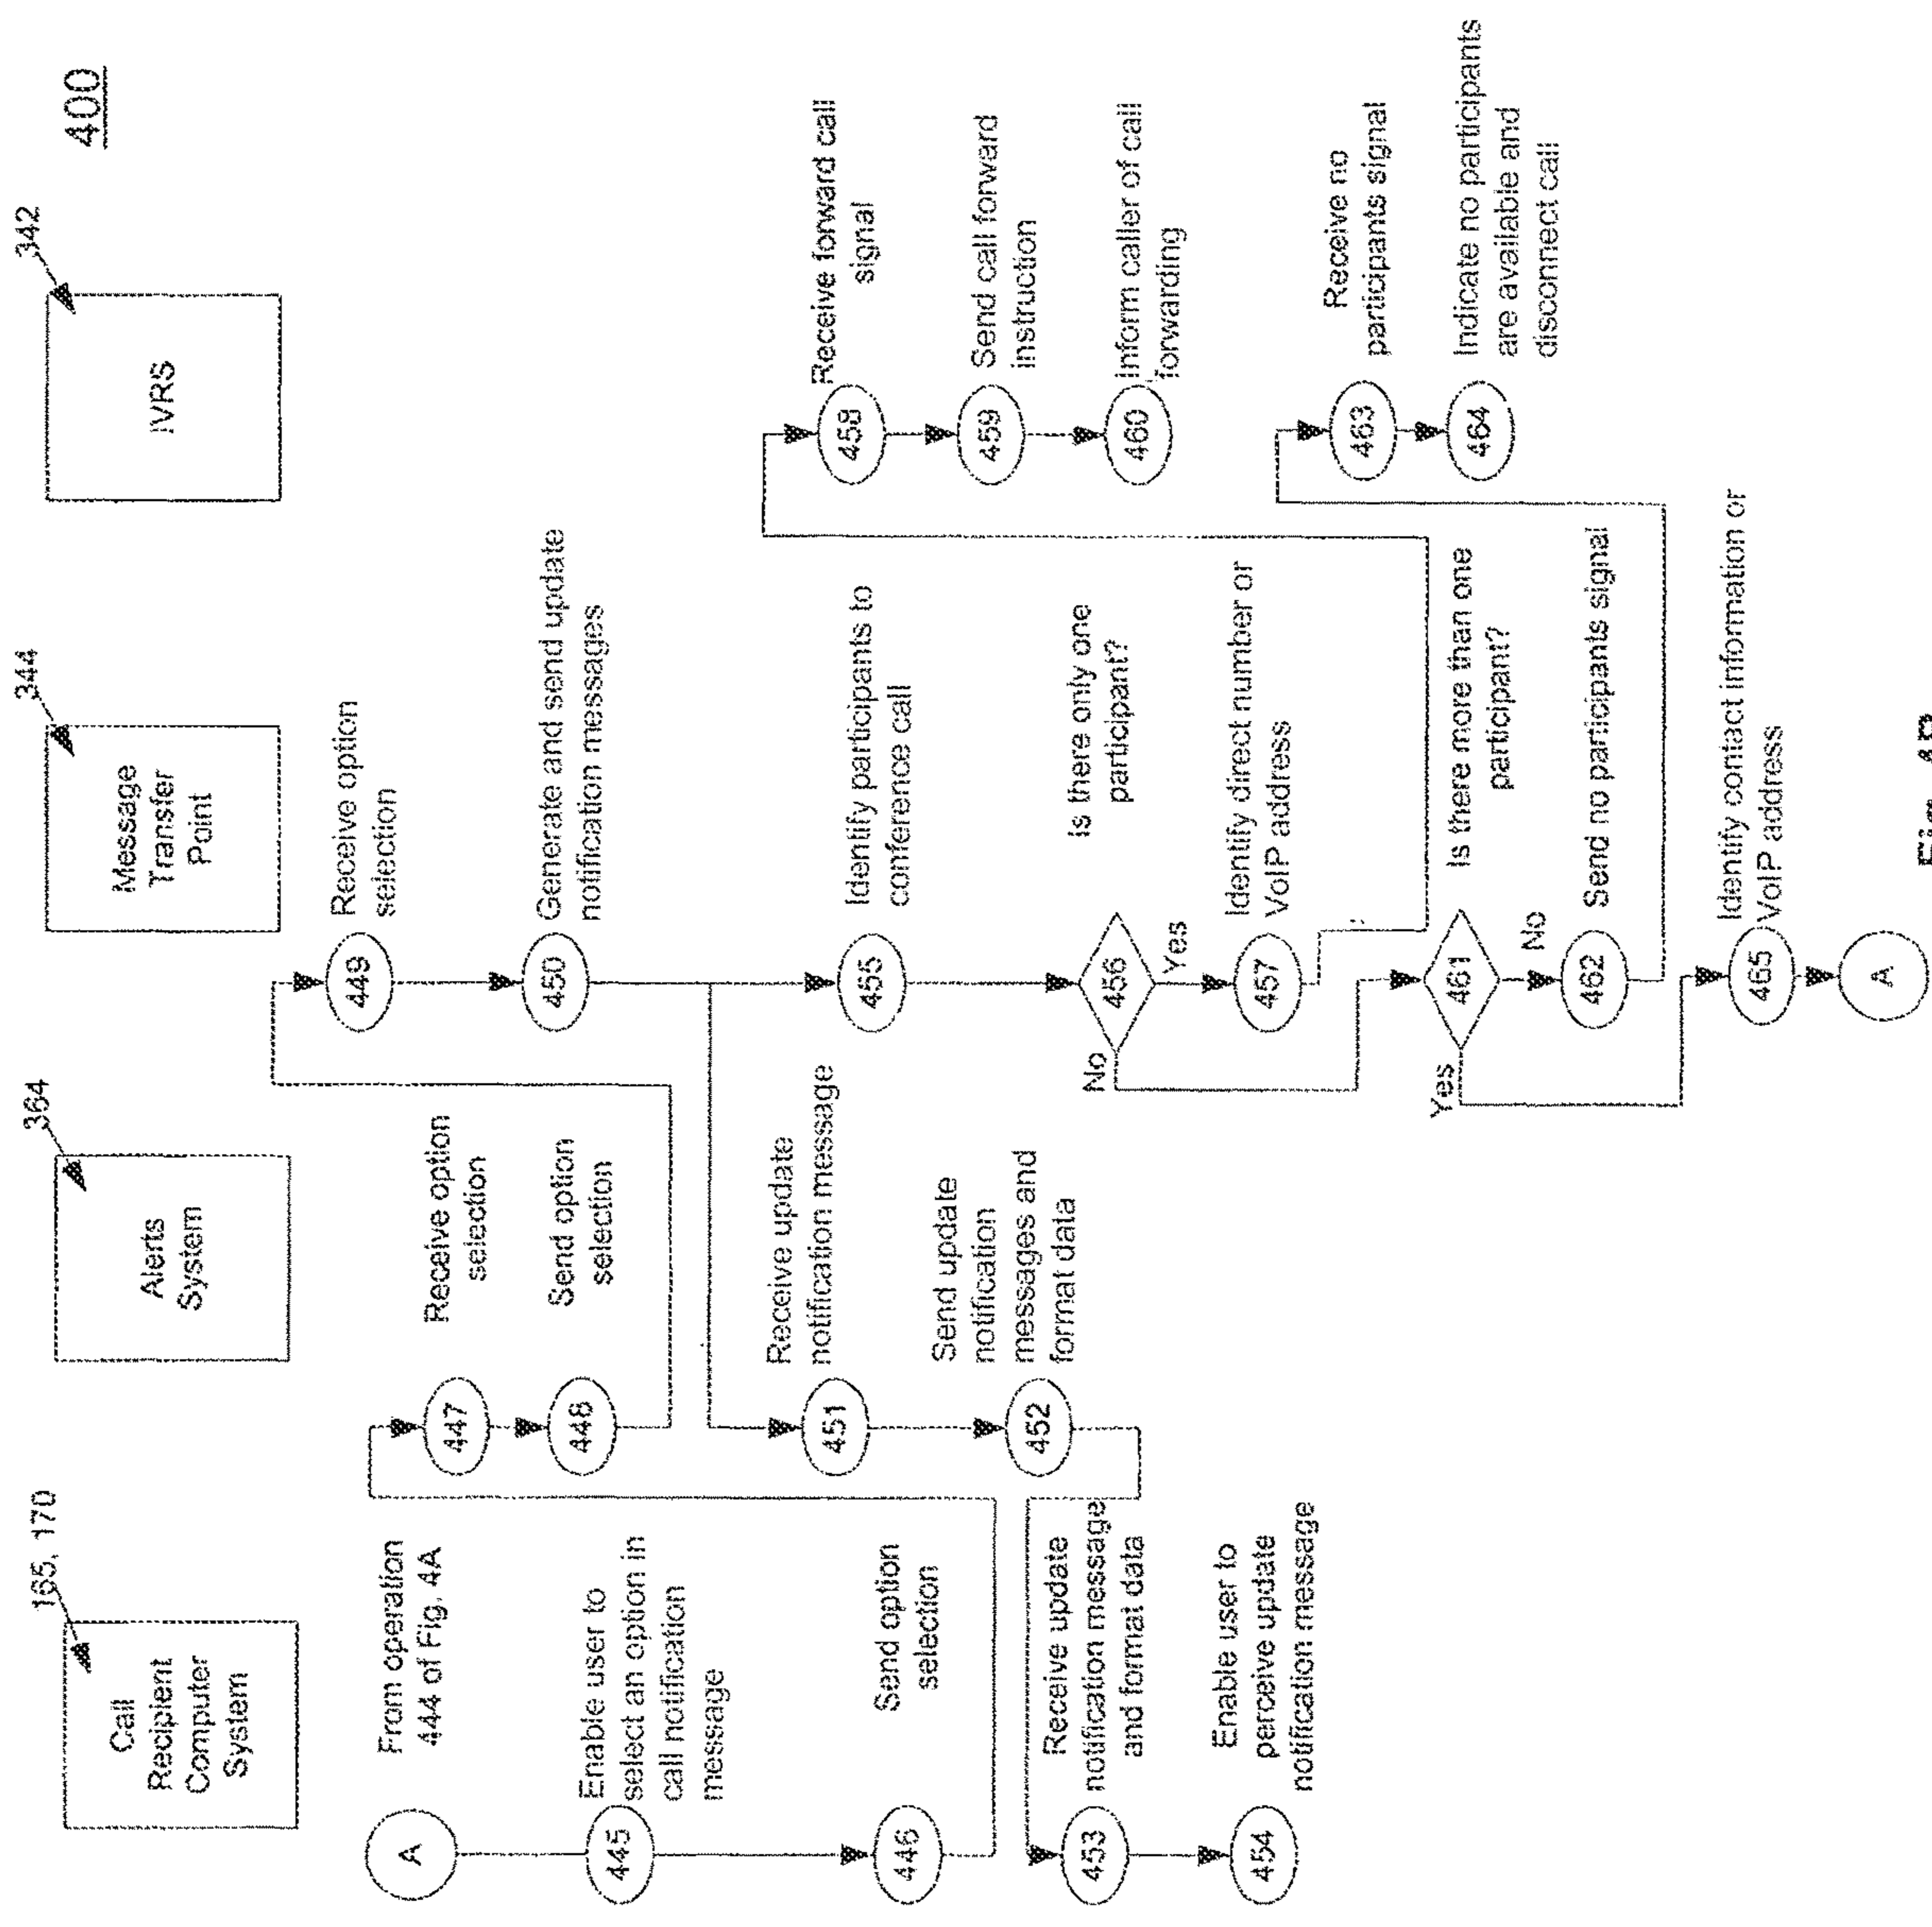 400
165, 170
Call
Recipient
Computer
System
364
Alerts
System
344
Message
Transfer
Point
342
IVRS
From operation
444 of Fig. 4A
A
Enable user to
select an option in
call notification
message
445
Send option
selection
446
Receive option
selection
447
Send option
selection
448
Receive option
selection
449
Generate and send update
notification messages
450
Receive update
notification message
451
Send update
notification
messages and
format data
452
Receive update
notification message
and format data
453
Enable user to
perceive update
notification message
454
Identify participants to
conference call
455
Is there only one
participant?
456
Yes
No
Identify direct number or
VoIP address
457
Receive forward call
signal
458
Send call forward
instruction
459
Inform caller of call
forwarding
460
Is there more than one
participant?
461
No
Yes
Send no participants signal
462
Receive no
participants signal
463
Indicate no participants
are available and
disconnect call
464
Identify contact information or
VoIP address
465
A